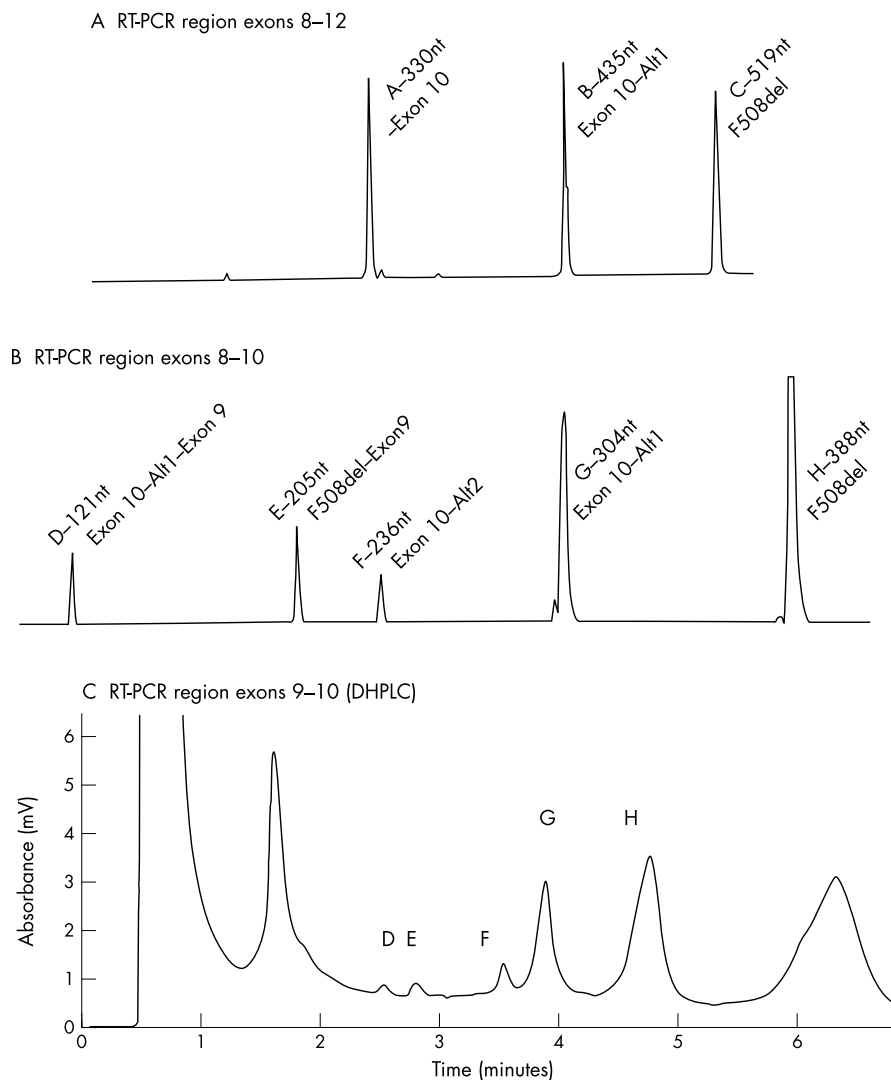 A RT-PCR region exons 8–12
A–330nt
–Exon 10
B–435nt
Exon 10–Alt1
C–519nt
F508del
B RT-PCR region exons 8–10
D–121nt
Exon 10–Alt1–Exon 9
E–205nt
F508del–Exon9
F–236nt
Exon 10–Alt2
G–304nt
Exon 10–Alt1
H–388nt
F508del
C RT-PCR region exons 9–10 (DHPLC)
Absorbance (mV)
6
5
4
3
2
1
0
D
E
F
G
H
0
1
2
3
4
5
6
Time (minutes)